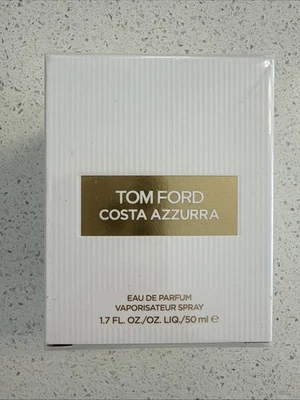 TOM FORD
COSTA AZZURRA
EAU DE PARFUM
VAPORISATEUR SPRAY
1.7 FL. OZ./OZ. LIQ./50 ml ℮